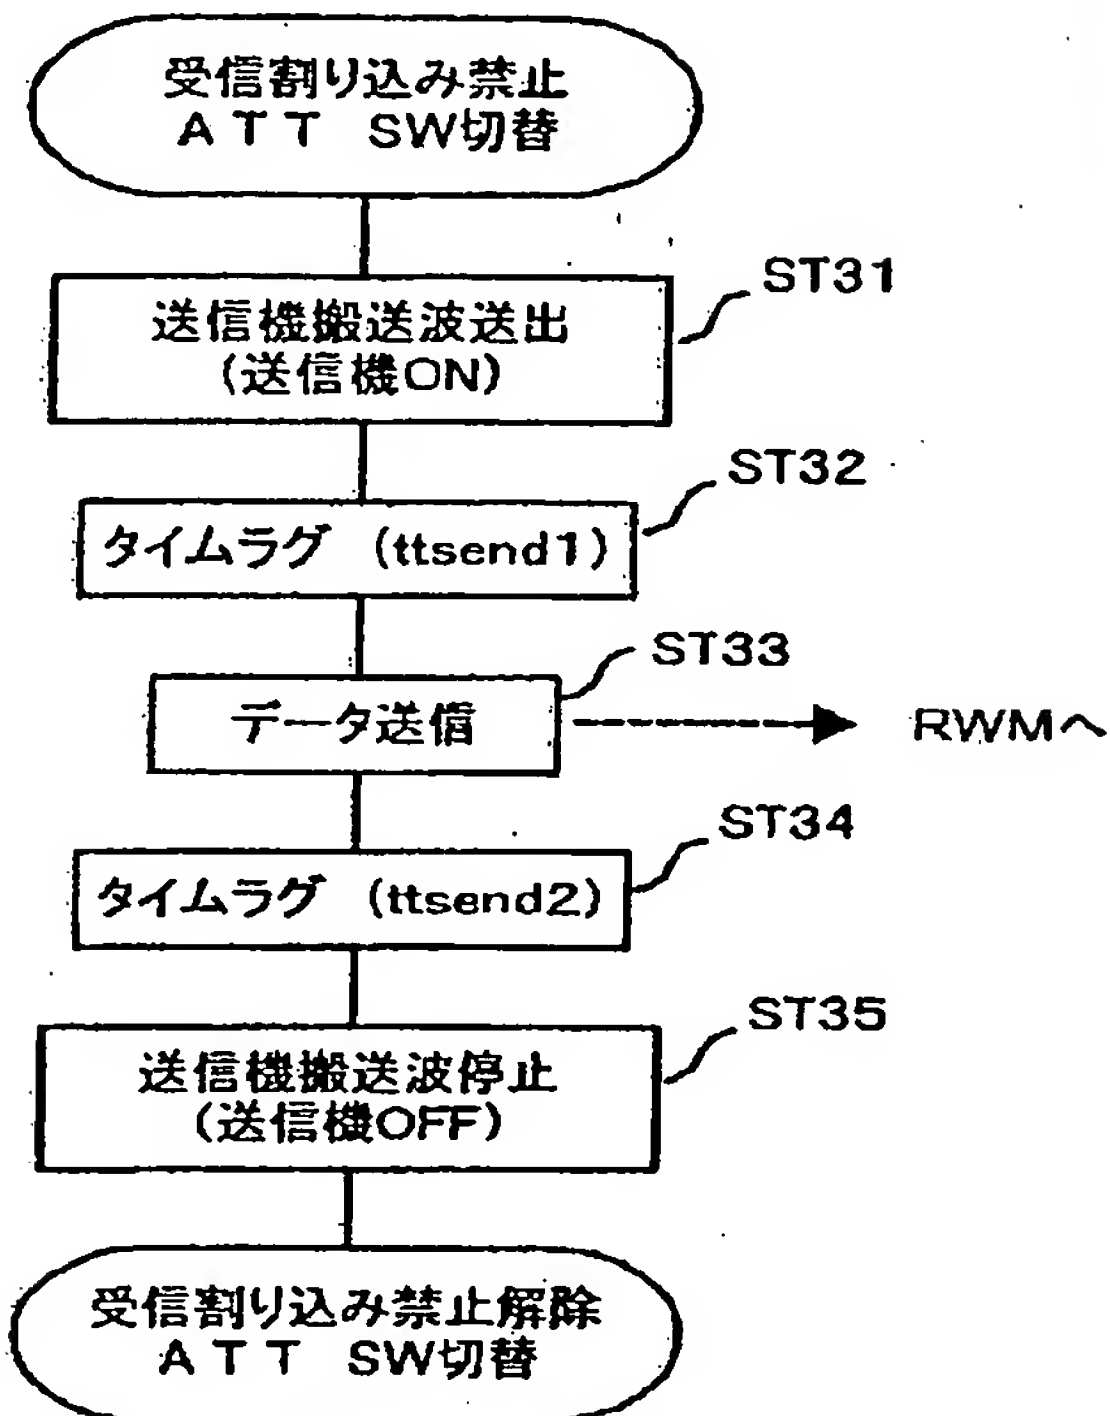 受信割り込み禁止
ATT SW切替
送信機搬送波送出
(送信機ON)
ST31
タイムラグ (ttsend1)
ST32
データ送信
ST33
RWMへ
タイムラグ (ttsend2)
ST34
送信機搬送波停止
(送信機OFF)
ST35
受信割り込み禁止解除
ATT SW切替